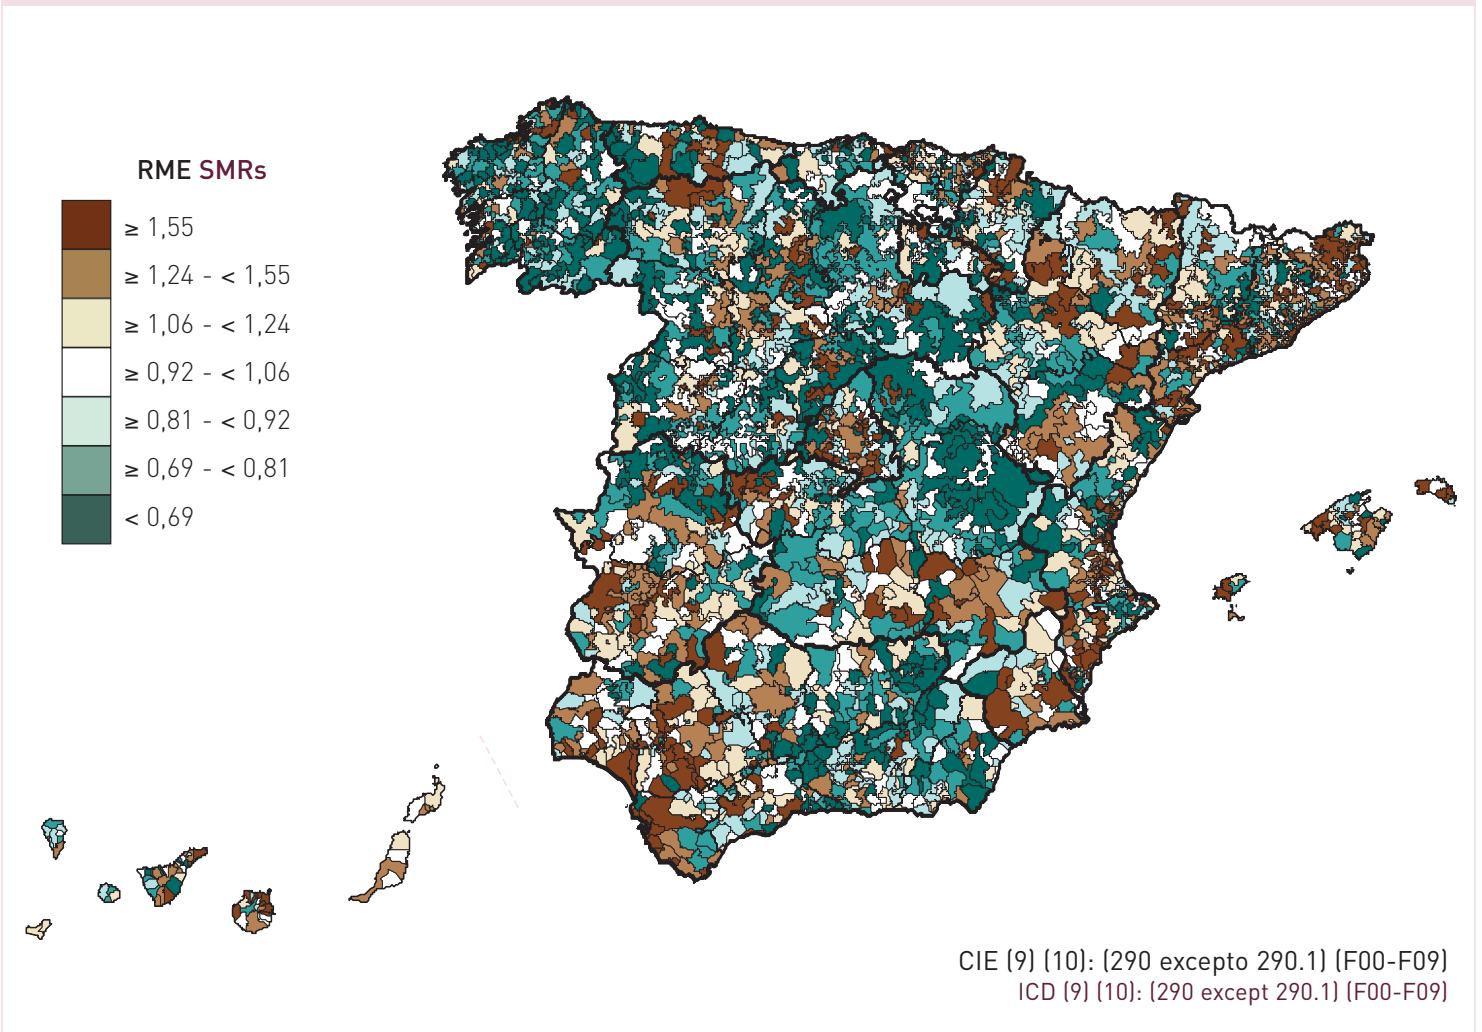 RME SMRs
≥ 1,55
≥ 1,24 - < 1,55
≥ 1,06 - < 1,24
≥ 0,92 - < 1,06
≥ 0,81 - < 0,92
≥ 0,69 - < 0,81
< 0,69
CIE (9) (10): (290 excepto 290.1) (F00-F09)
ICD (9) (10): (290 except 290.1) (F00-F09)